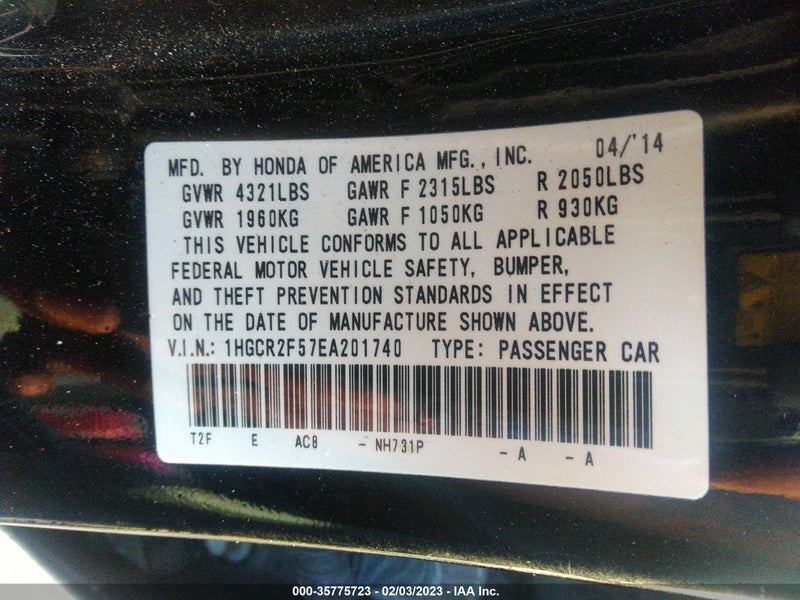 MFD. BY HONDA OF AMERICA MFG., INC. 04/'14
GVWR 4321LBS GAWR F 2315LBS R 2050LBS
GVWR 1960KG GAWR F 1050KG R 930KG
THIS VEHICLE CONFORMS TO ALL APPLICABLE
FEDERAL MOTOR VEHICLE SAFETY, BUMPER,
AND THEFT PREVENTION STANDARDS IN EFFECT
ON THE DATE OF MANUFACTURE SHOWN ABOVE.
V.I.N.: 1HGCR2F57EA201740 TYPE: PASSENGER CAR
T2F E AC8 - NH731P - A - A
000-35775723 - 02/03/2023 - IAA Inc.